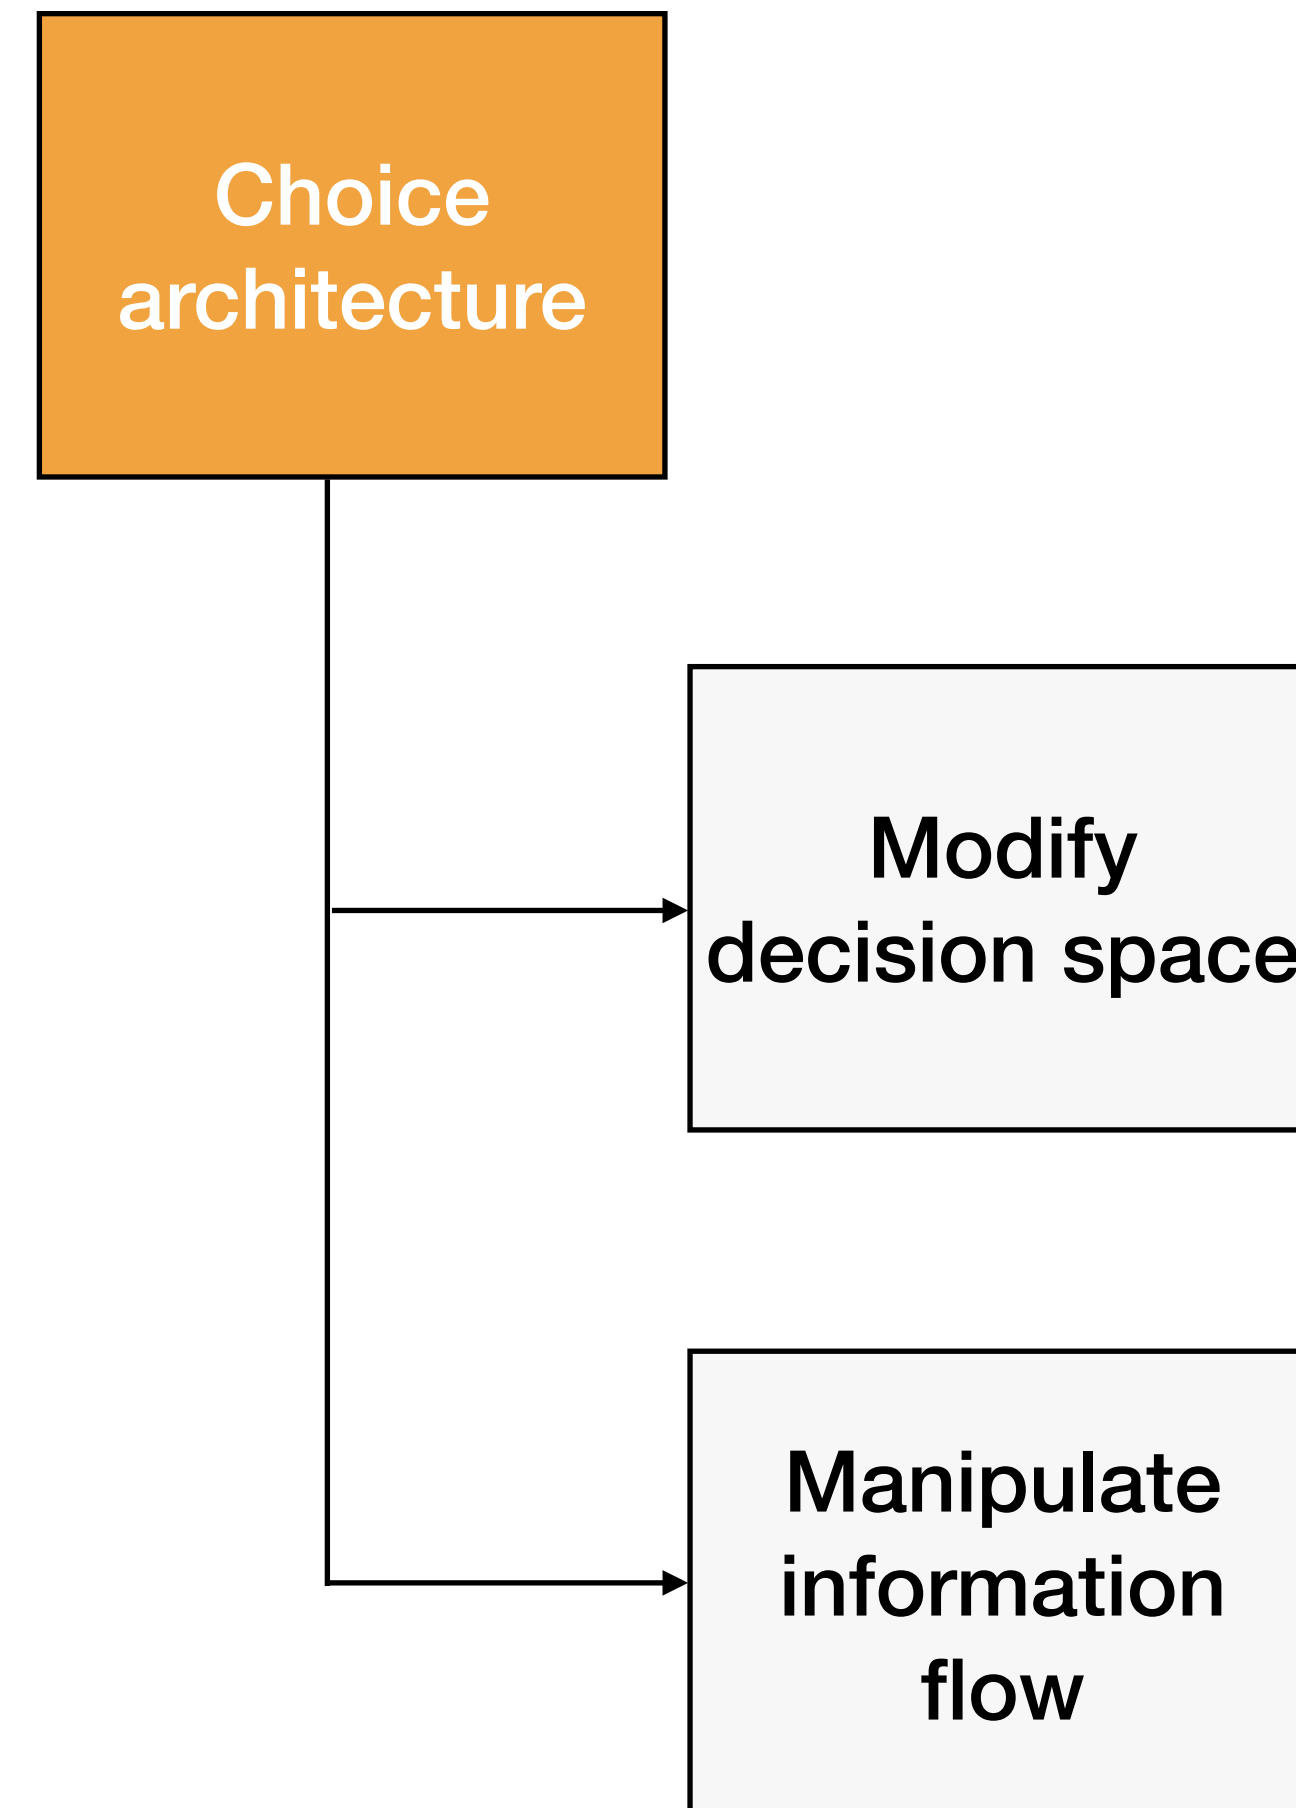 Choice
architecture
Modify
decision space
Manipulate
information
flow